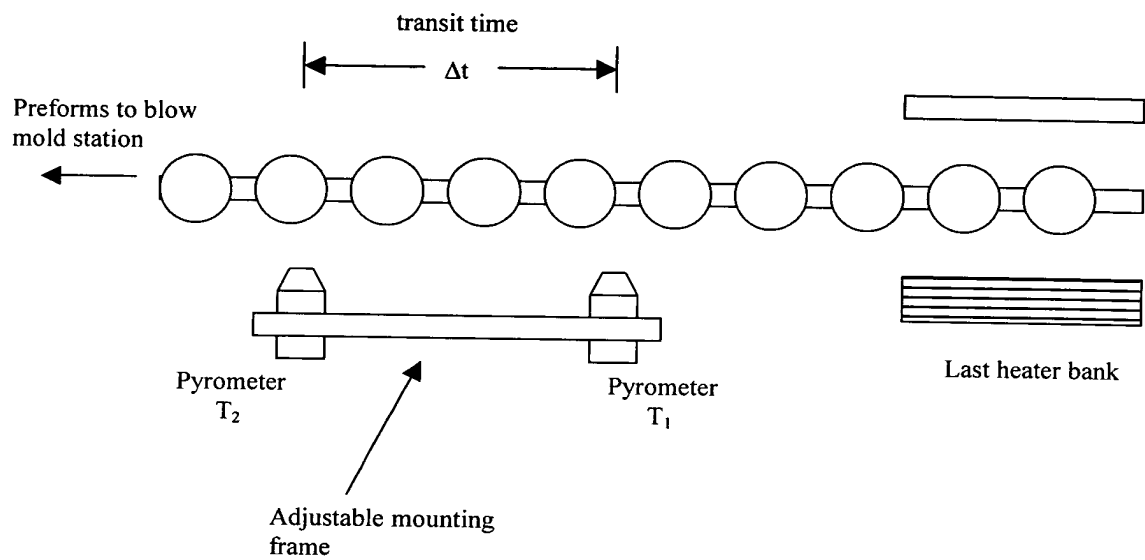 transit time
Δt
Preforms to blow
mold station
Pyrometer
T₂
Pyrometer
T₁
Last heater bank
Adjustable mounting
frame